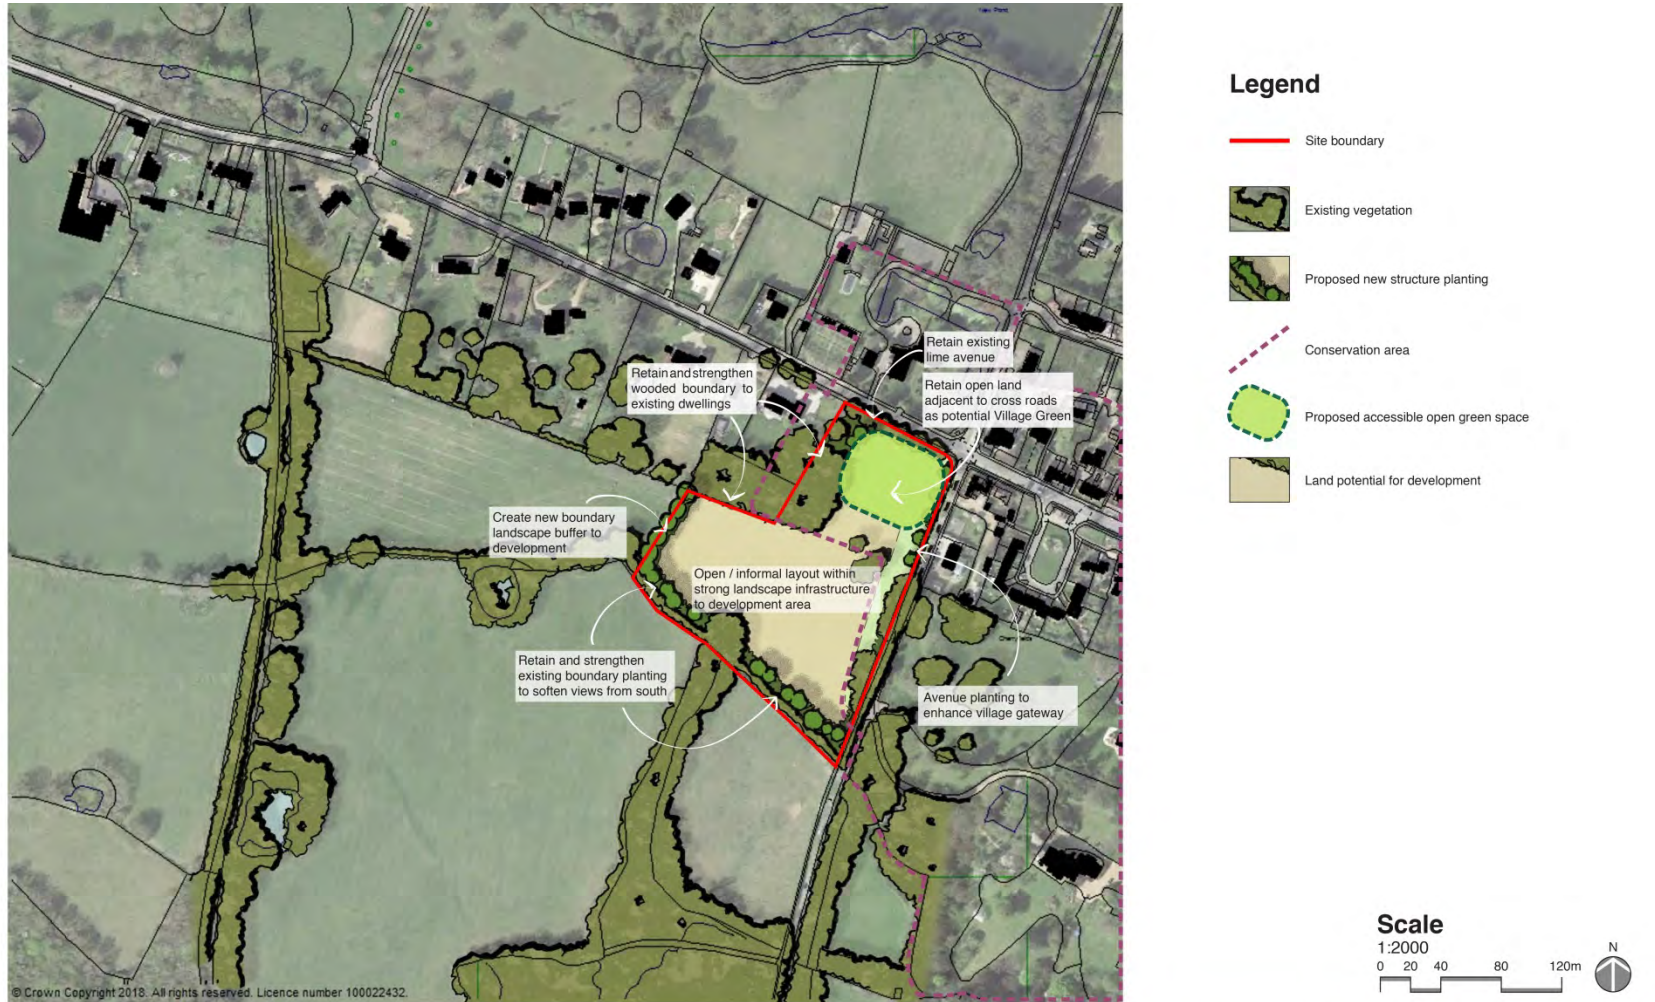 New Pond
Retain existing
lime avenue
Retain and strengthen
wooded boundary to
existing dwellings
Retain open land
adjacent to cross roads
as potential Village Green
Create new boundary
landscape buffer to
development
Open / informal layout within
strong landscape infrastructure
to development area
Retain and strengthen
existing boundary planting
to soften views from south
Avenue planting to
enhance village gateway
© Crown Copyright 2018. All rights reserved. Licence number 100022432.
Legend
Site boundary
Existing vegetation
Proposed new structure planting
Conservation area
Proposed accessible open green space
Land potential for development
Scale
1:2000
0 20 40 80 120m
N